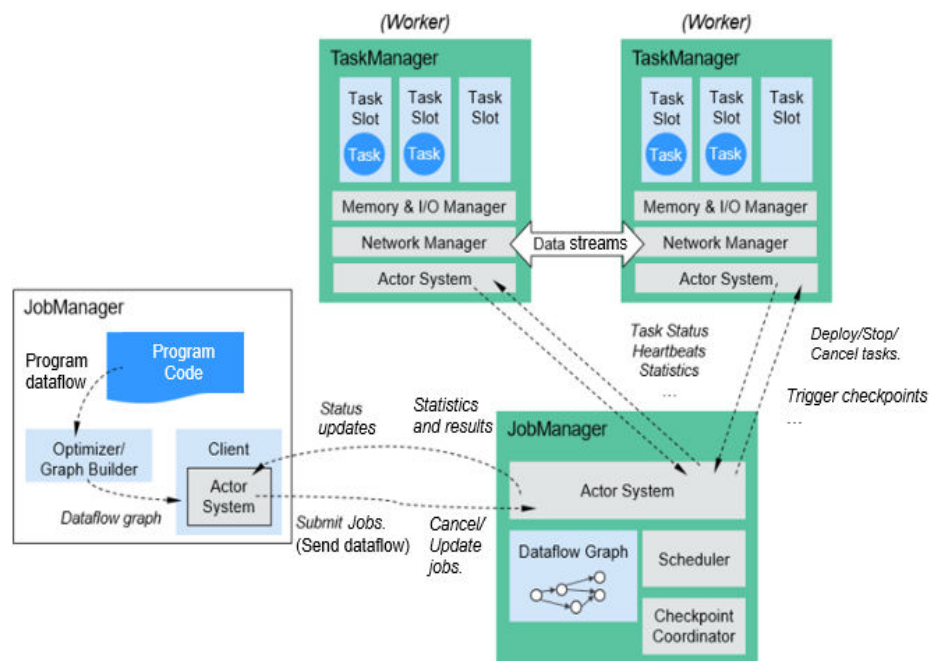 (Worker)
TaskManager
Task
Slot
Task
Task
Slot
Task
Task
Slot
Memory & I/O Manager
Network Manager
Actor System
(Worker)
TaskManager
Task
Slot
Task
Task
Slot
Task
Task
Slot
Memory & I/O Manager
Network Manager
Actor System
Data streams
JobManager
Program
Code
Program
dataflow
Optimizer/
Graph Builder
Client
Actor
System
Dataflow graph
Status
updates
Statistics
and results
Submit Jobs.
(Send dataflow)
Cancel/
Update
jobs.
Task Status
Heartbeats
Statistics
...
Deploy/Stop/
Cancel tasks.
Trigger checkpoints
...
JobManager
Actor System
Dataflow Graph
Scheduler
Checkpoint
Coordinator